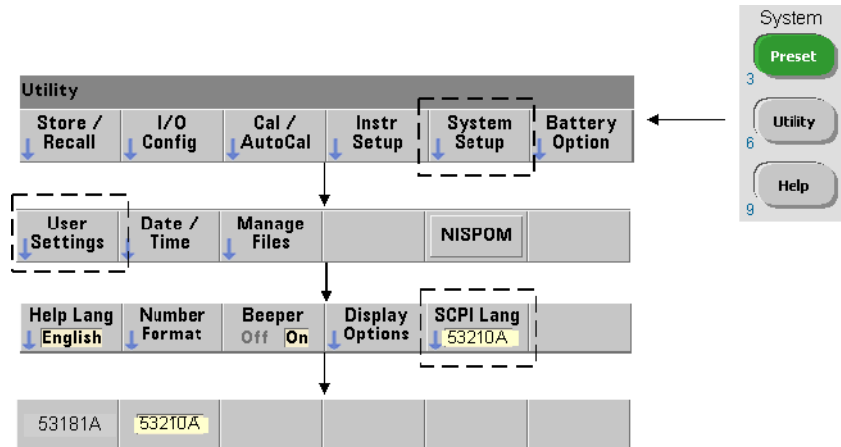 System
Preset
3
Utility
6
Help
9
Utility
Store /
Recall
I/O
Config
Cal /
AutoCal
Instr
Setup
System
Setup
Battery
Option
User
Settings
Date /
Time
Manage
Files
NISPOM
Help Lang
English
Number
Format
Beeper
Off On
Display
Options
SCPI Lang
53210A
53181A
53210A